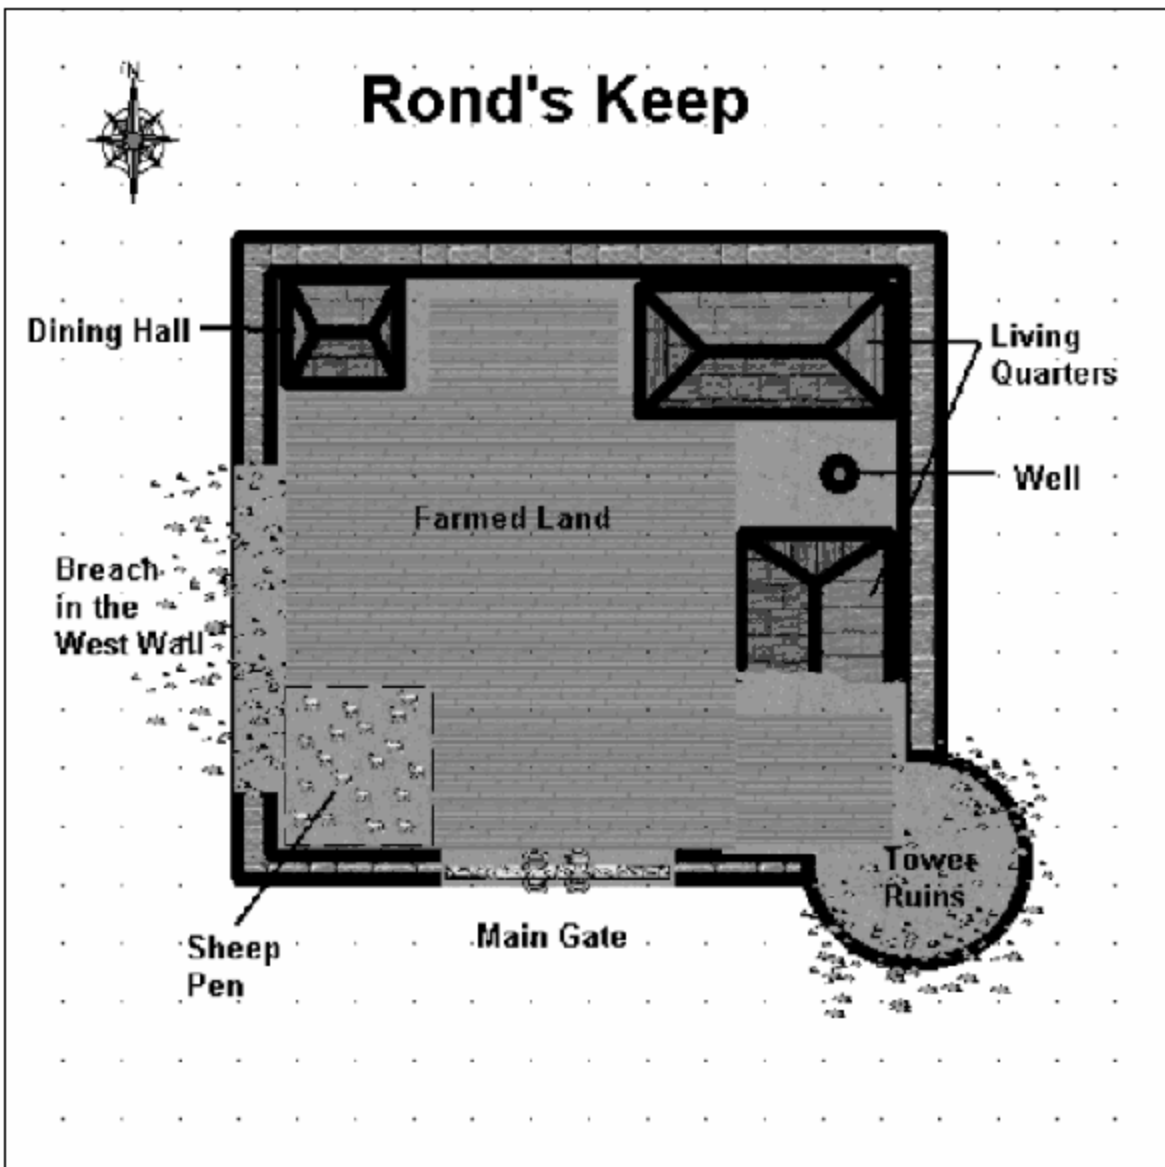 N
Rond's Keep
Dining Hall
Living
Quarters
Well
Farmed Land
Breach
in the
West Wall
Tower
Ruins
Main Gate
Sheep
Pen